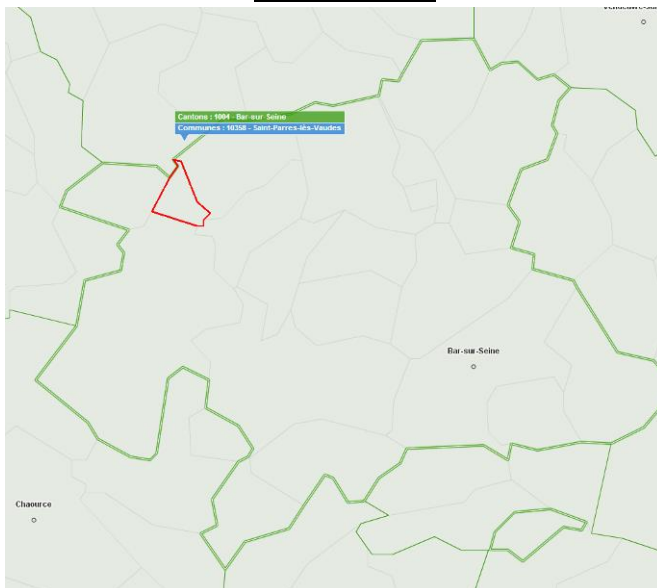 Cantons : 1004 - Bar-sur-Seine
Communes : 10358 - Saint-Parres-lès-Vaudes
Bar-sur-Seine
Chaource